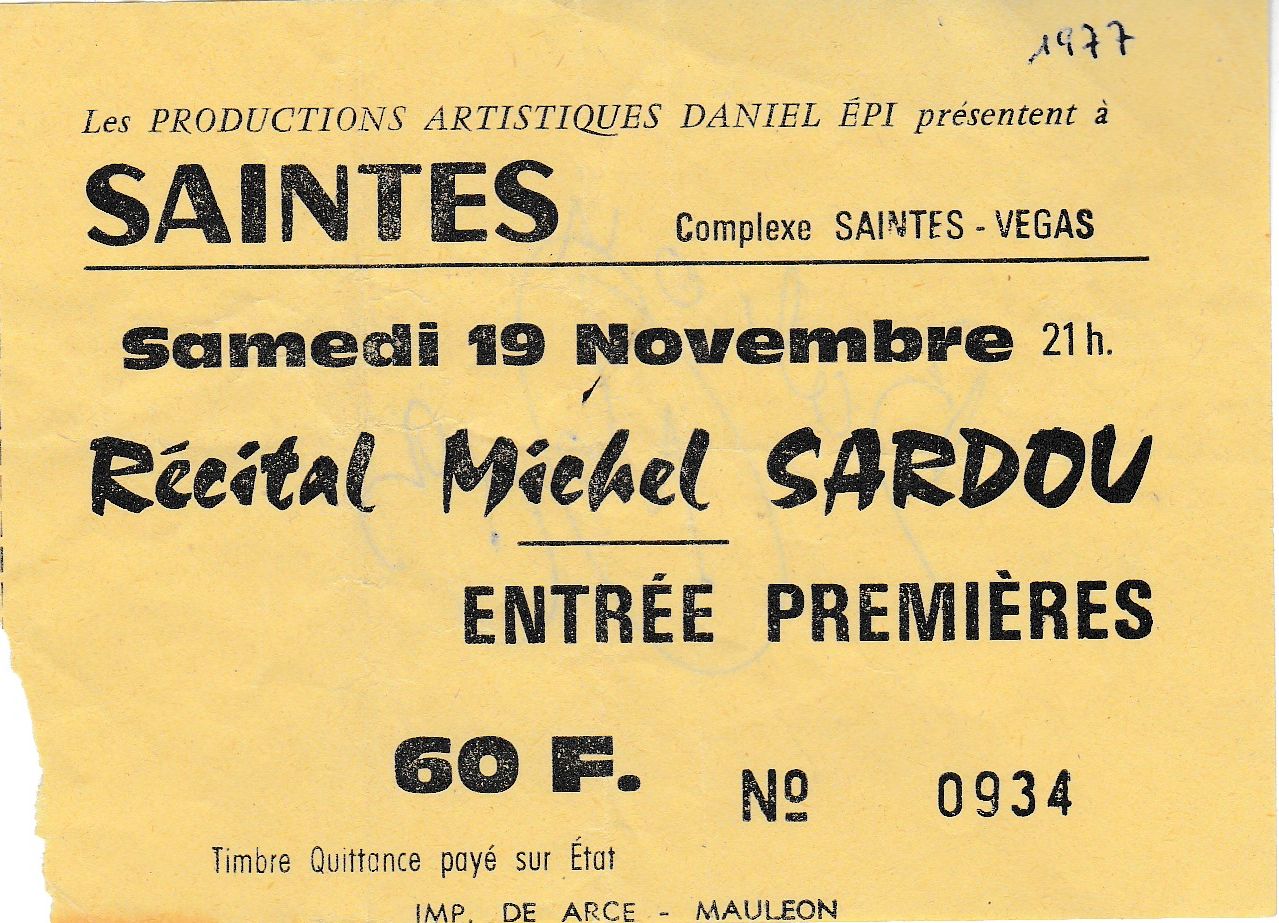 1977
Les PRODUCTIONS ARTISTIQUES DANIEL ÉPI présentent à
SAINTES Complexe SAINTES - VEGAS
Samedi 19 Novembre 21 h.
Récital Michel SARDOU
ENTRÉE PREMIÈRES
60 F. Nº 0934
Timbre Quittance payé sur État
IMP. DE ARCE - MAULEON